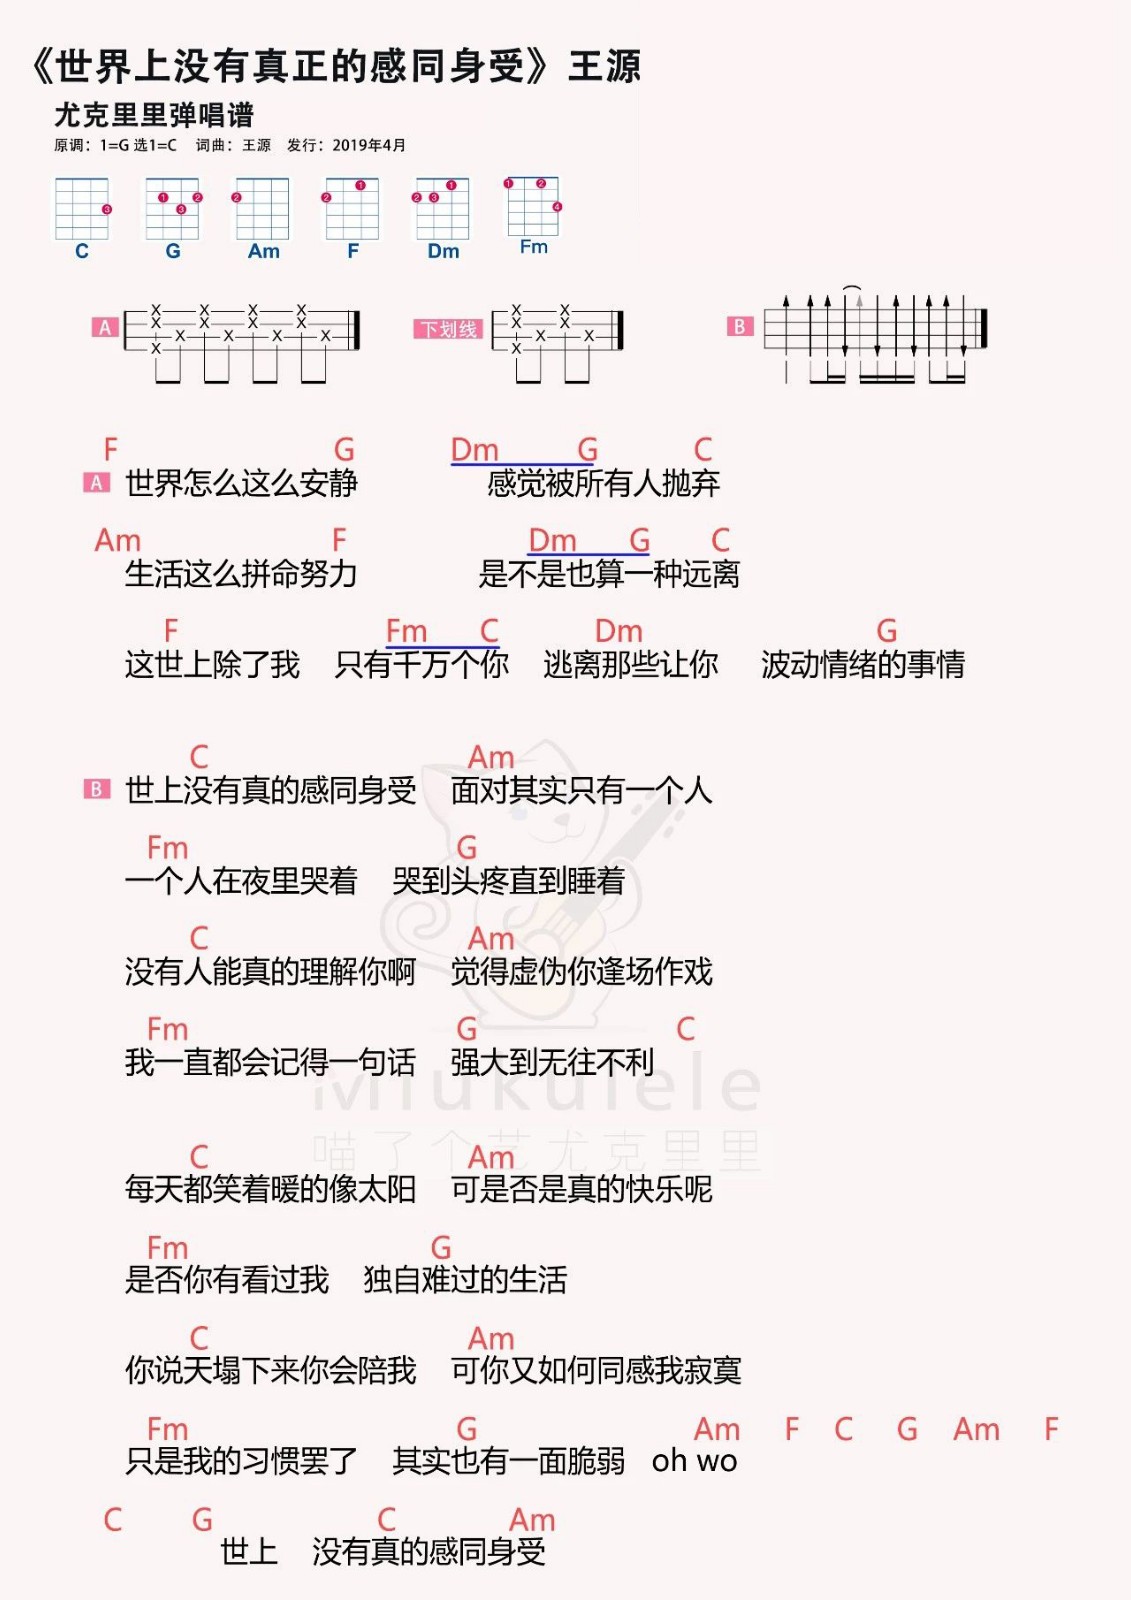 《世界上没有真正的感同身受》王源
尤克里里弹唱谱
原调：1=G 选1=C 词曲：王源 发行：2019年4月
3 1 3 2 2 2 1 2 3 1 1 2 4
C G Am F Dm Fm
A 下划线 B
F G Dm G C
A 世界怎么这么安静 感觉被所有人抛弃
Am F Dm G C
生活这么拼命努力 是不是也算一种远离
F Fm C Dm G
这世上除了我 只有千万个你 逃离那些让你 波动情绪的事情
C Am
B 世上没有真的感同身受 面对其实只有一个人
Fm G
一个人在夜里哭着 哭到头疼直到睡着
C Am
没有人能真的理解你啊 觉得虚伪你逢场作戏
Fm G C
我一直都会记得一句话 强大到无往不利
Miukulele
喵了个艺尤克里里
C Am
每天都笑着暖的像太阳 可是否是真的快乐呢
Fm G
是否你有看过我 独自难过的生活
C Am
你说天塌下来你会陪我 可你又如何同感我寂寞
Fm G Am F C G Am F
只是我的习惯罢了 其实也有一面脆弱 oh wo
C G C Am
世上 没有真的感同身受